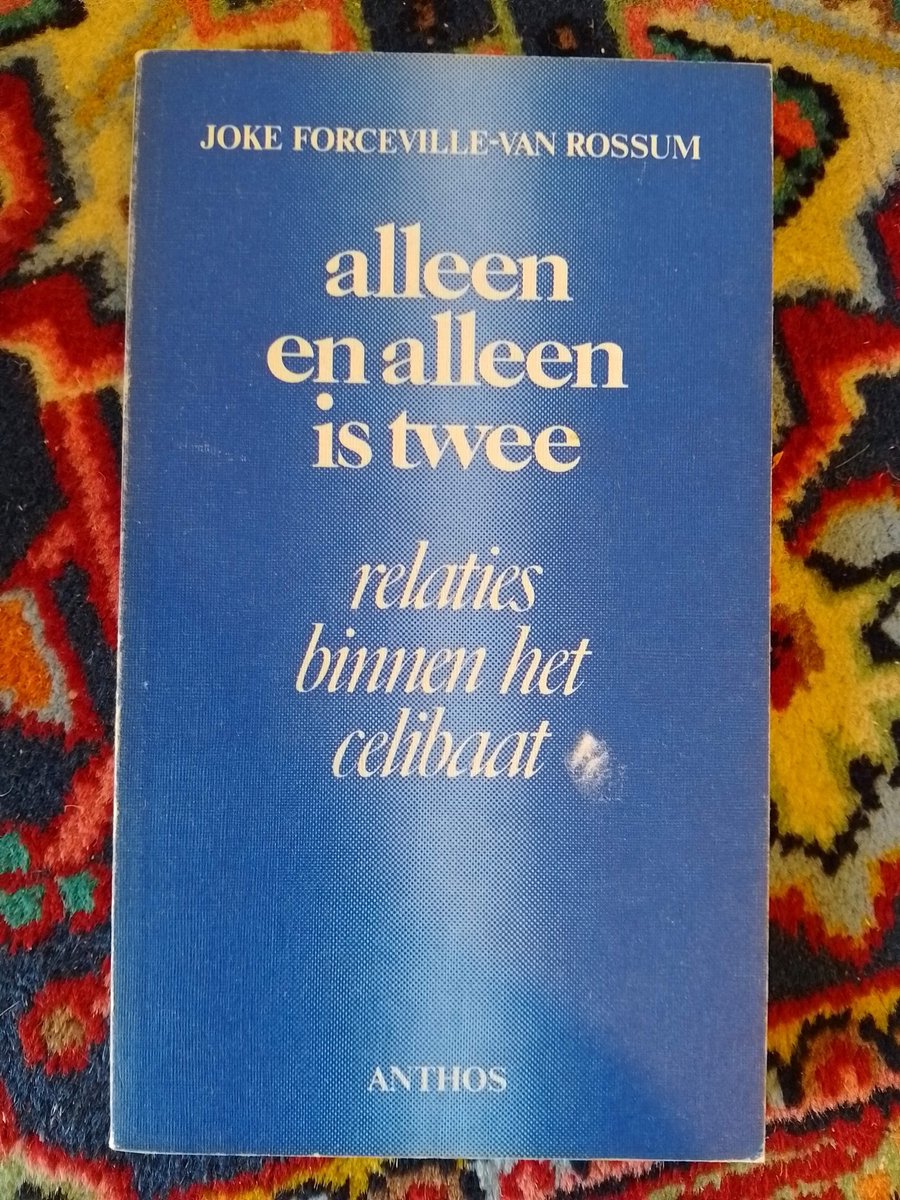 JOKE FORCEVILLE-VAN ROSSUM
alleen
en alleen
is twee
relaties
binnen het
celibaat
ANTHOS